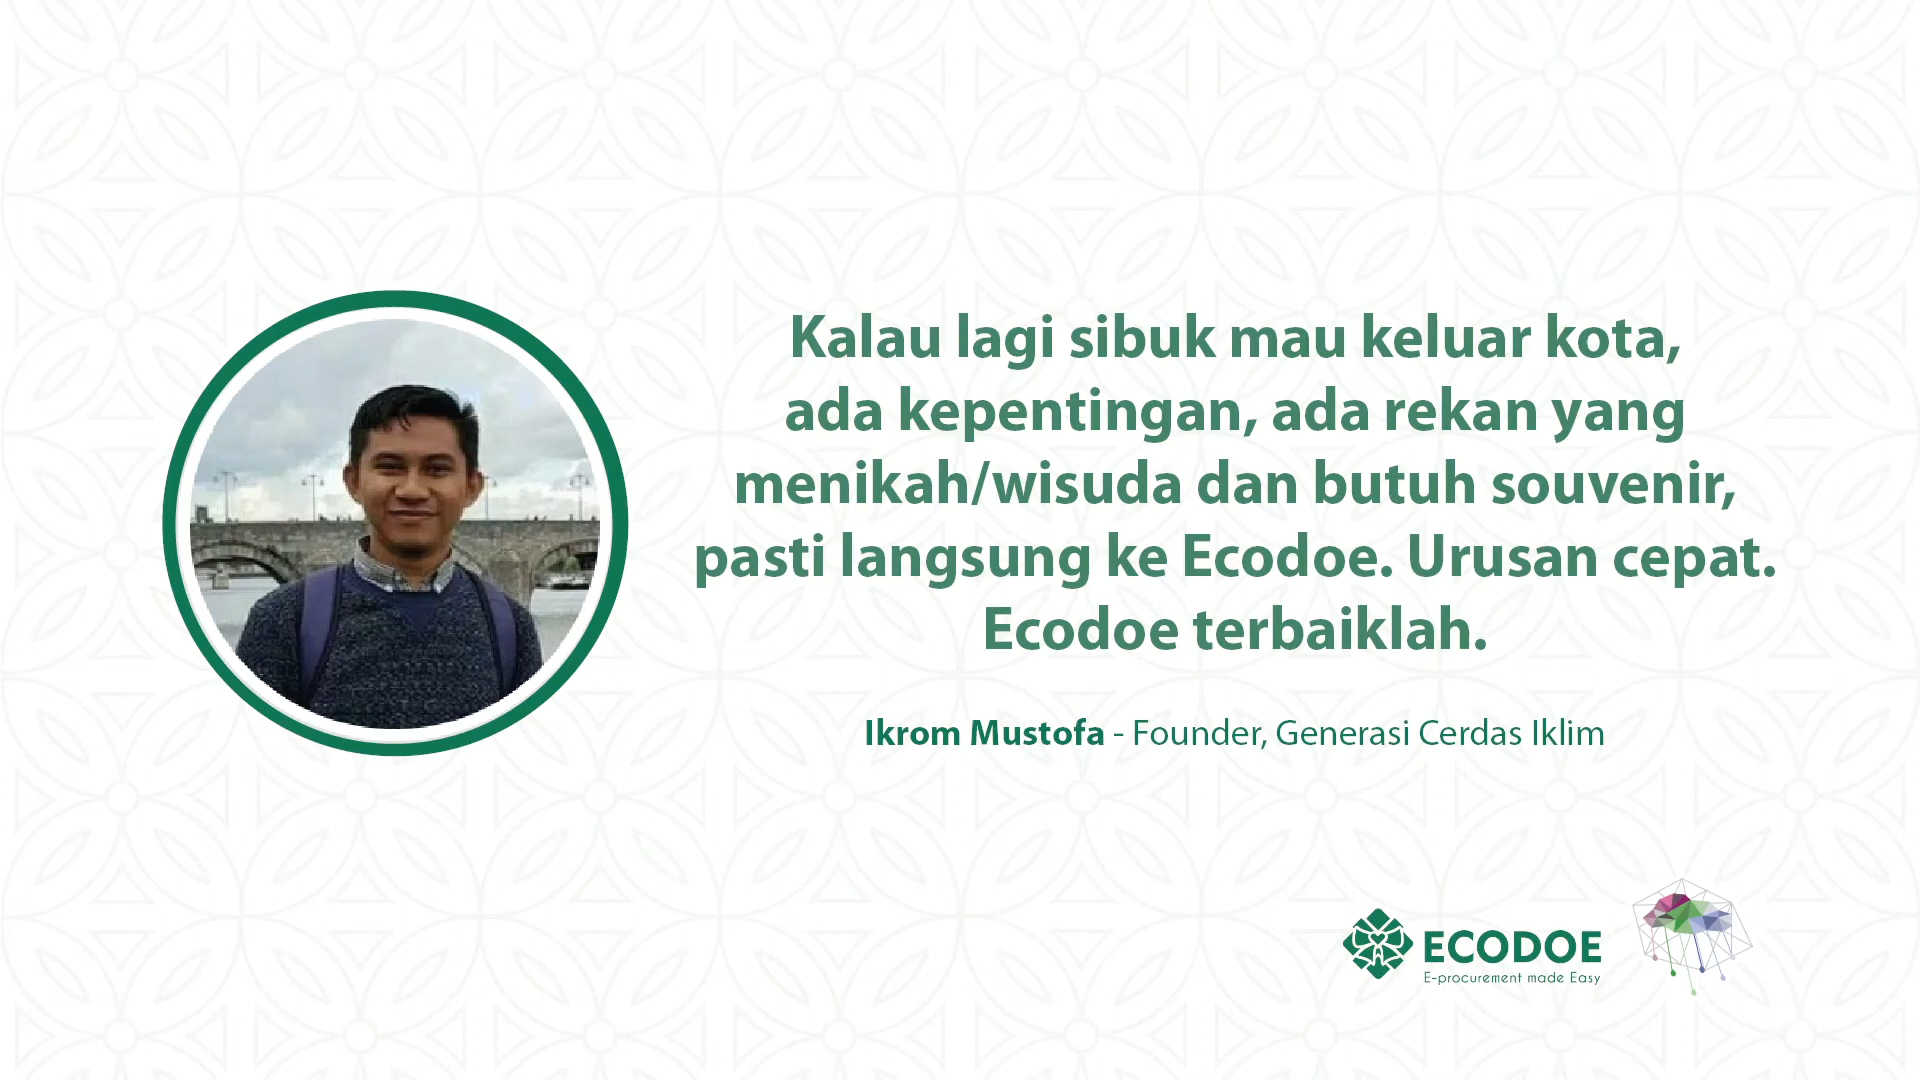 Kalau lagi sibuk mau keluar kota,
ada kepentingan, ada rekan yang
menikah/wisuda dan butuh souvenir,
pasti langsung ke Ecodoe. Urusan cepat.
Ecodoe terbaiklah.
Ikrom Mustofa - Founder, Generasi Cerdas Iklim
ECODOE
E-procurement made Easy